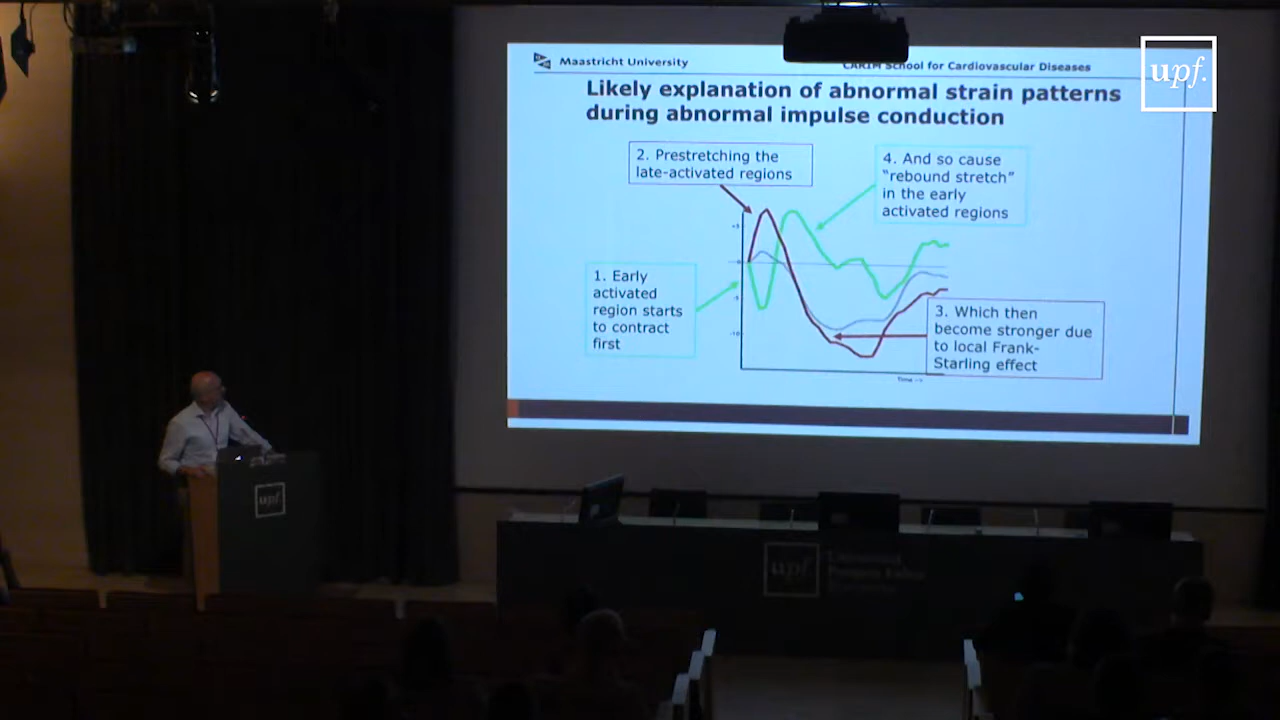 Maastricht University
CARIM School for Cardiovascular Diseases
upf.
Likely explanation of abnormal strain patterns
during abnormal impulse conduction
2. Prestretching the
late-activated regions
4. And so cause
“rebound stretch”
in the early
activated regions
1. Early
activated
region starts
to contract
first
3. Which then
become stronger due
to local Frank-
Starling effect
Time -->
upf.
upf.